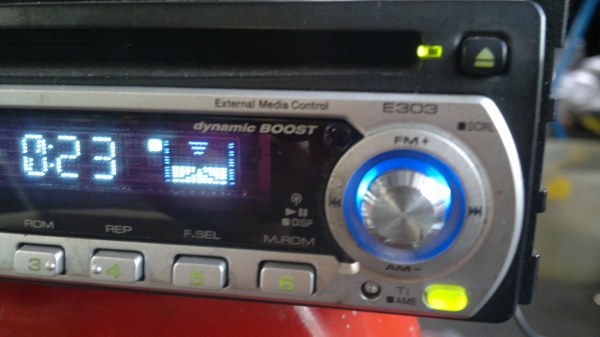 External Media Control
E303
dynamic BOOST
SCRL
FM+
0:23
DISP
RDM
REP
F.SEL
M.RDM
AM-
3
4
5
6
T.I
AME